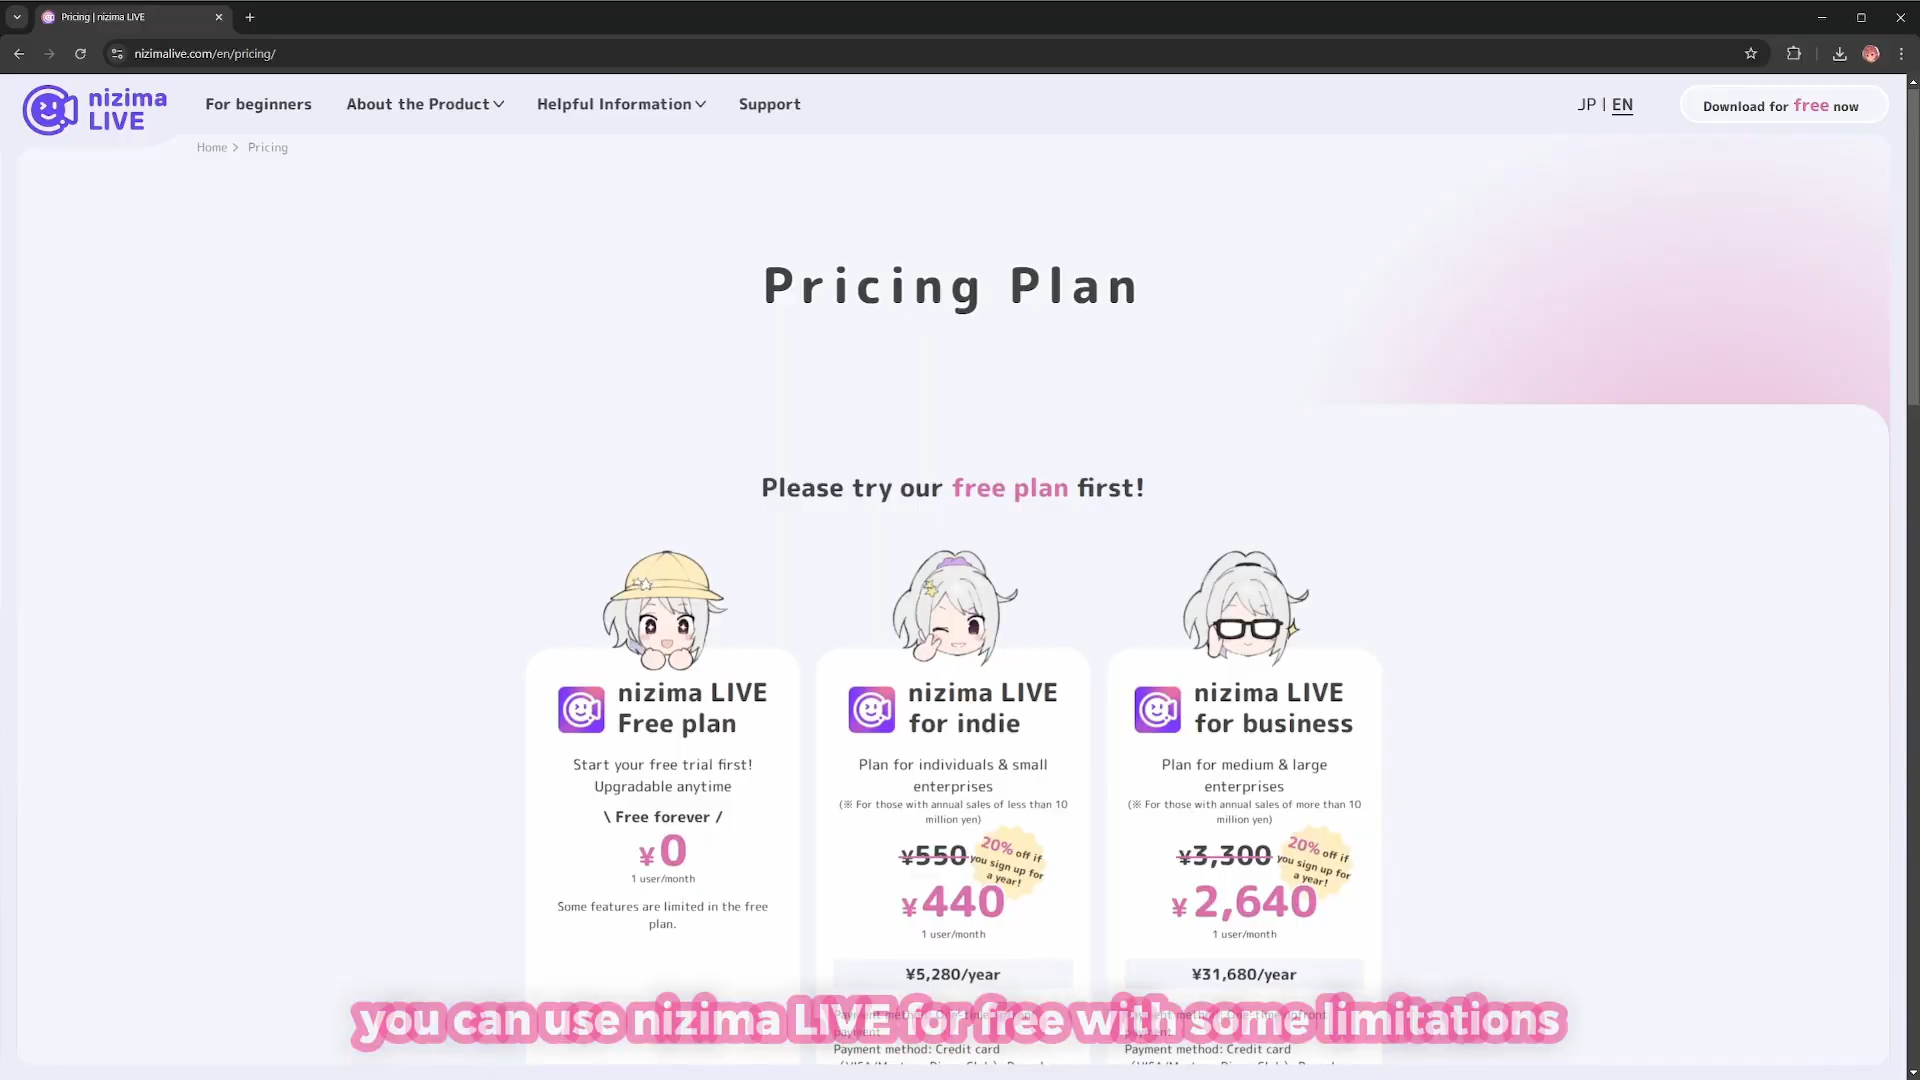 Pricing | nizima LIVE
nizimalive.com/en/pricing/
nizima
LIVE
For beginners
About the Product
Helpful Information
Support
JP | EN
Download for free now
Home > Pricing
Pricing Plan
Please try our free plan first!
nizima LIVE
Free plan
Start your free trial first!
Upgradable anytime
\ Free forever /
¥0
1 user/month
Some features are limited in the free
plan.
nizima LIVE
for indie
Plan for individuals & small
enterprises
(※ For those with annual sales of less than 10
million yen)
¥550
20% off if
you sign up for
a year!
¥440
1 user/month
¥5,280/year
Payment method: Credit card
nizima LIVE
for business
Plan for medium & large
enterprises
(※ For those with annual sales of more than 10
million yen)
¥3,300
20% off if
you sign up for
a year!
¥2,640
1 user/month
¥31,680/year
Payment method: Credit card
you can use nizima LIVE for free with some limitations